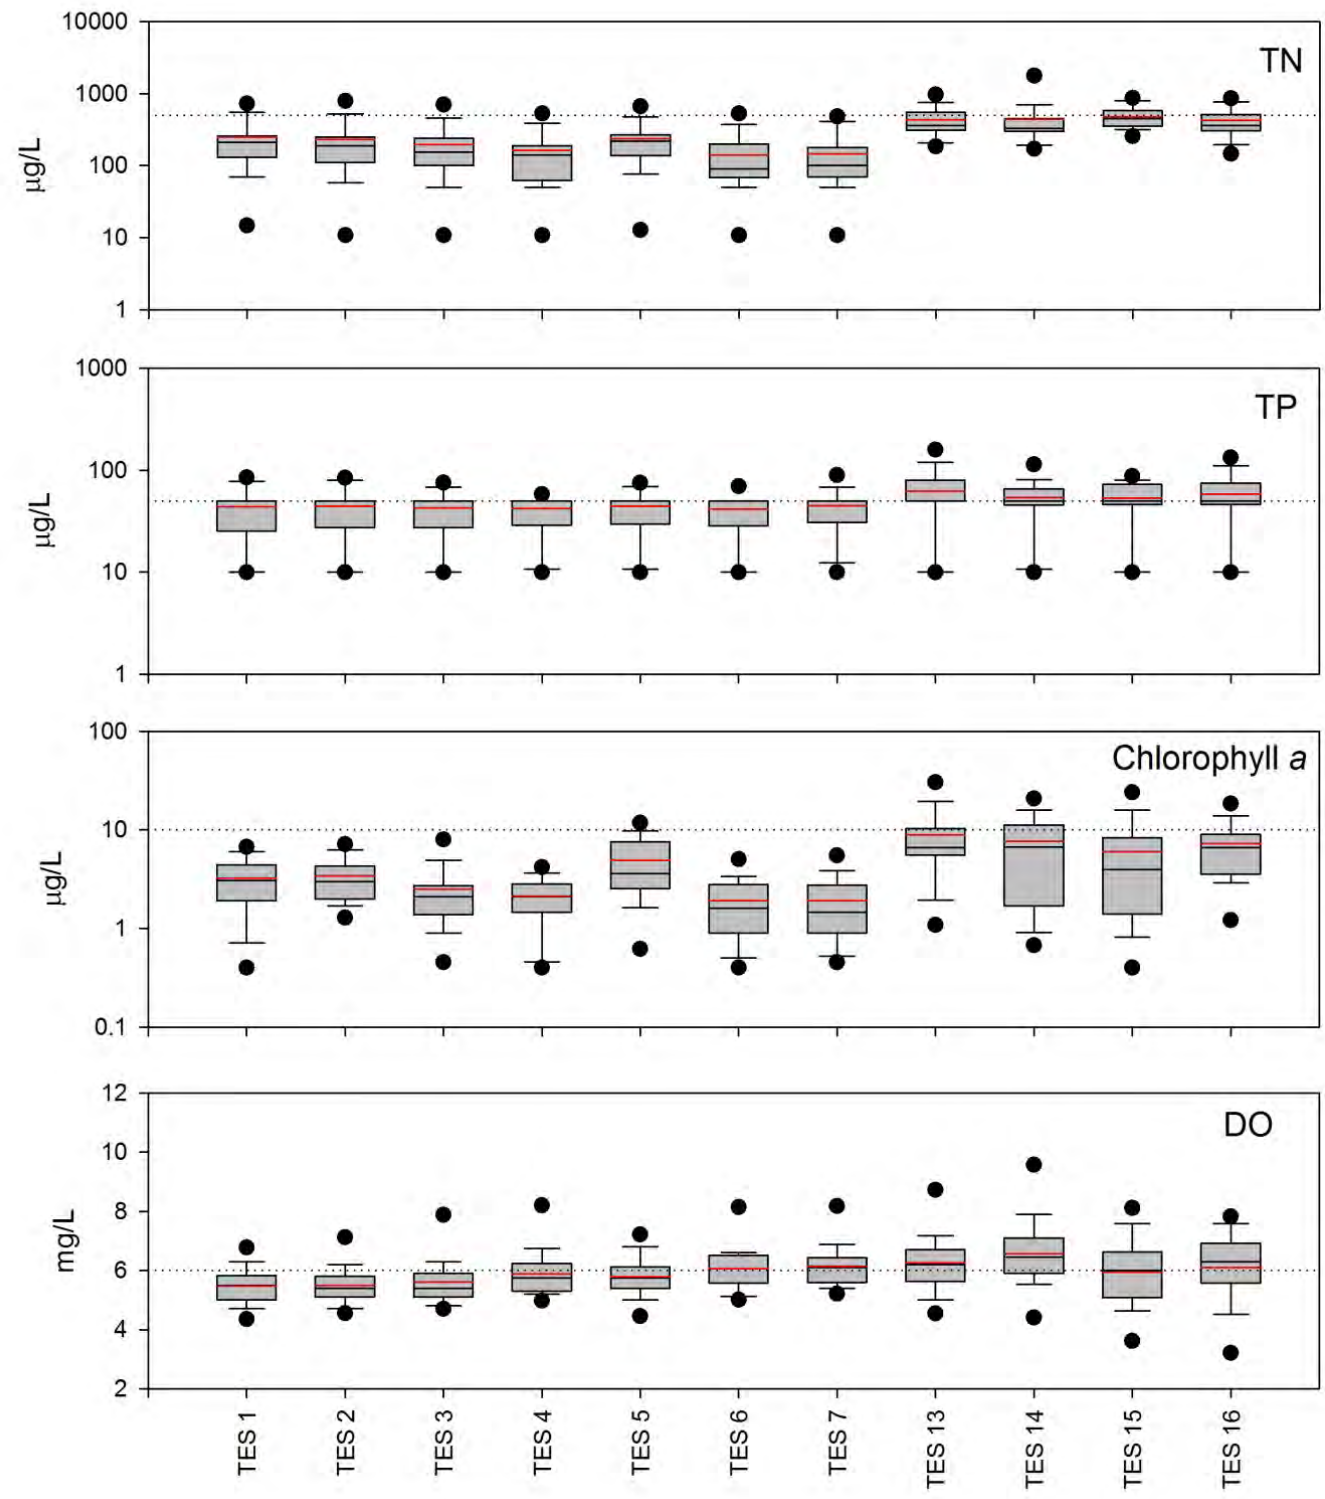 10000
1000
100
10
1
µg/L
TN
1000
100
10
1
µg/L
TP
100
10
1
0.1
µg/L
Chlorophyll a
12
10
8
6
4
2
mg/L
DO
TES 1
TES 2
TES 3
TES 4
TES 5
TES 6
TES 7
TES 13
TES 14
TES 15
TES 16